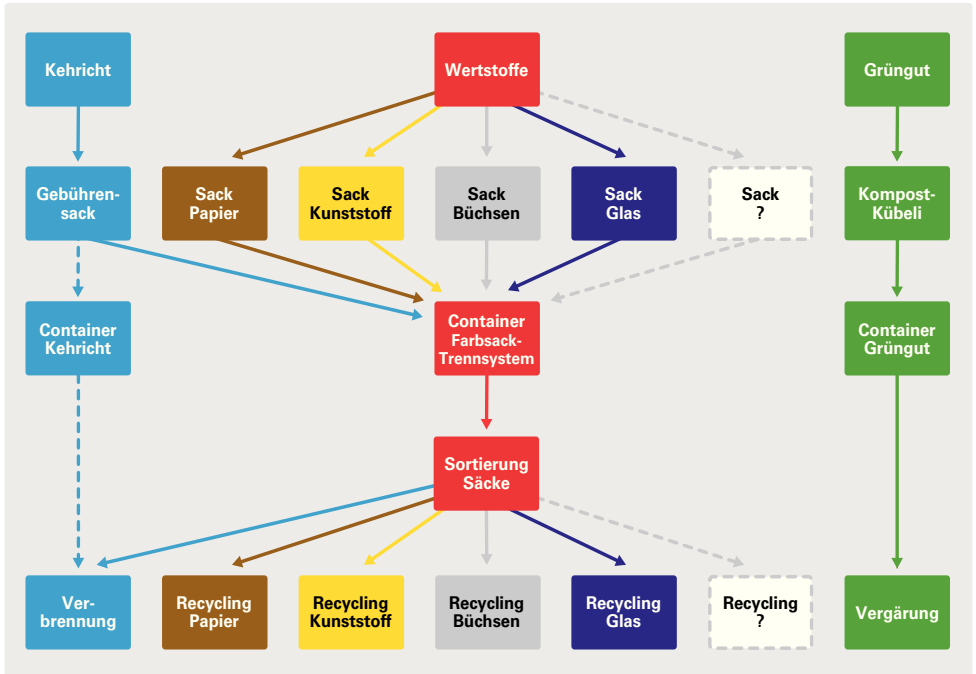 Kehricht
Wertstoffe
Grüngut
Gebühren-
sack
Sack
Papier
Sack
Kunststoff
Sack
Büchsen
Sack
Glas
Sack
?
Kompost-
Kübeli
Container
Kehricht
Container
Farbsack-
Trennsystem
Container
Grüngut
Sortierung
Säcke
Ver-
brennung
Recycling
Papier
Recycling
Kunststoff
Recycling
Büchsen
Recycling
Glas
Recycling
?
Vergärung